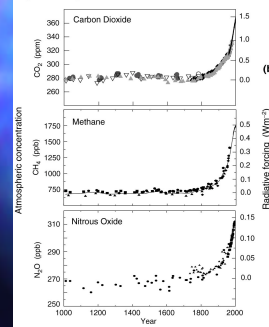 Carbon Dioxide
360
340
320
300
280
260
CO₂ (ppm)
1.5
1.0
0.5
0.0
(b
Methane
1750
1500
1250
1000
750
CH₄ (ppb)
0.5
0.4
0.3
0.2
0.1
0.0
Nitrous Oxide
310
290
270
250
N₂O (ppb)
0.15
0.10
0.05
0.0
Atmospheric concentration
Radiative forcing (Wm⁻²)
1000 1200 1400 1600 1800 2000
Year